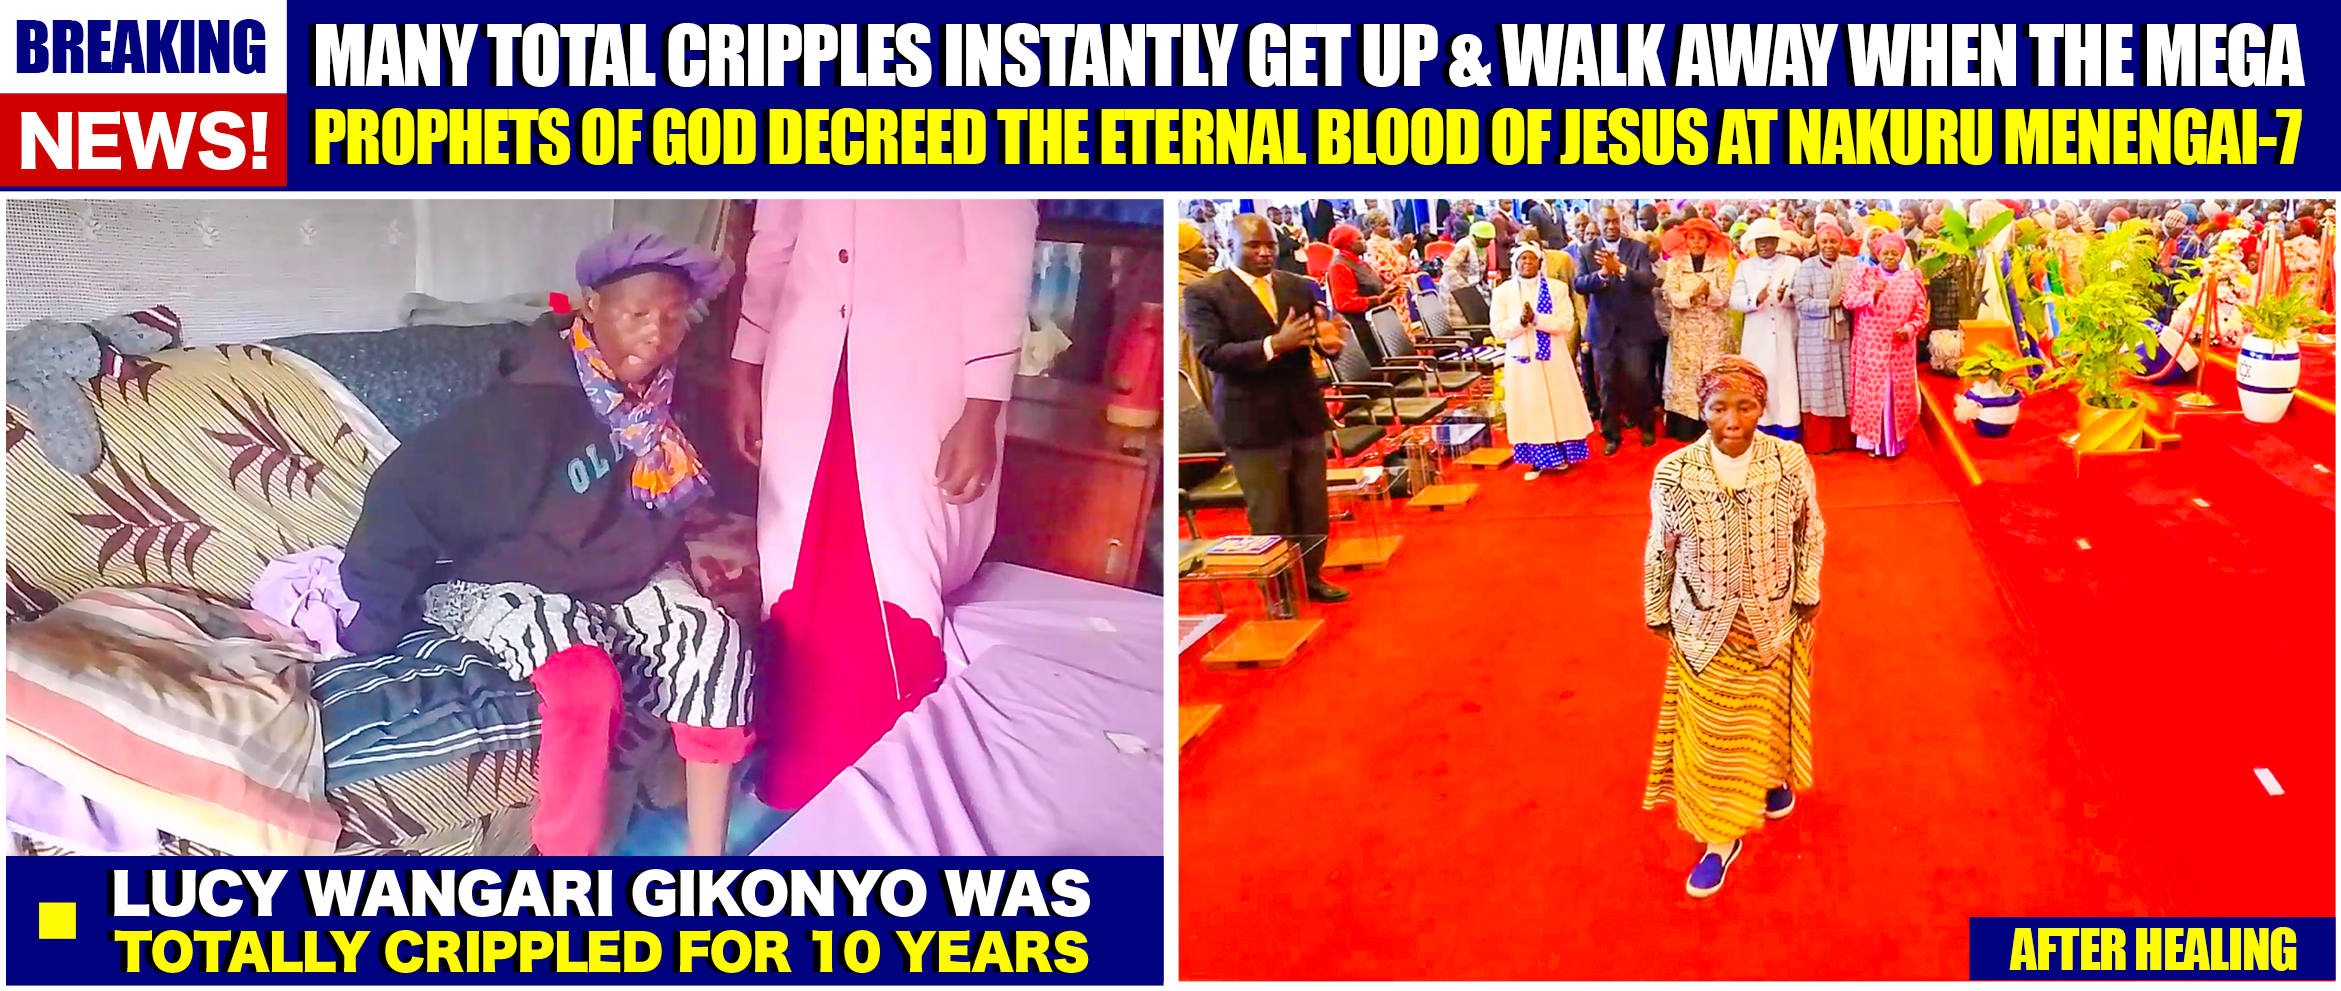 BREAKING
NEWS!
MANY TOTAL CRIPPLES INSTANTLY GET UP & WALK AWAY WHEN THE MEGA
PROPHETS OF GOD DECREED THE ETERNAL BLOOD OF JESUS AT NAKURU MENENGAI-7
LUCY WANGARI GIKONYO WAS
TOTALLY CRIPPLED FOR 10 YEARS
AFTER HEALING